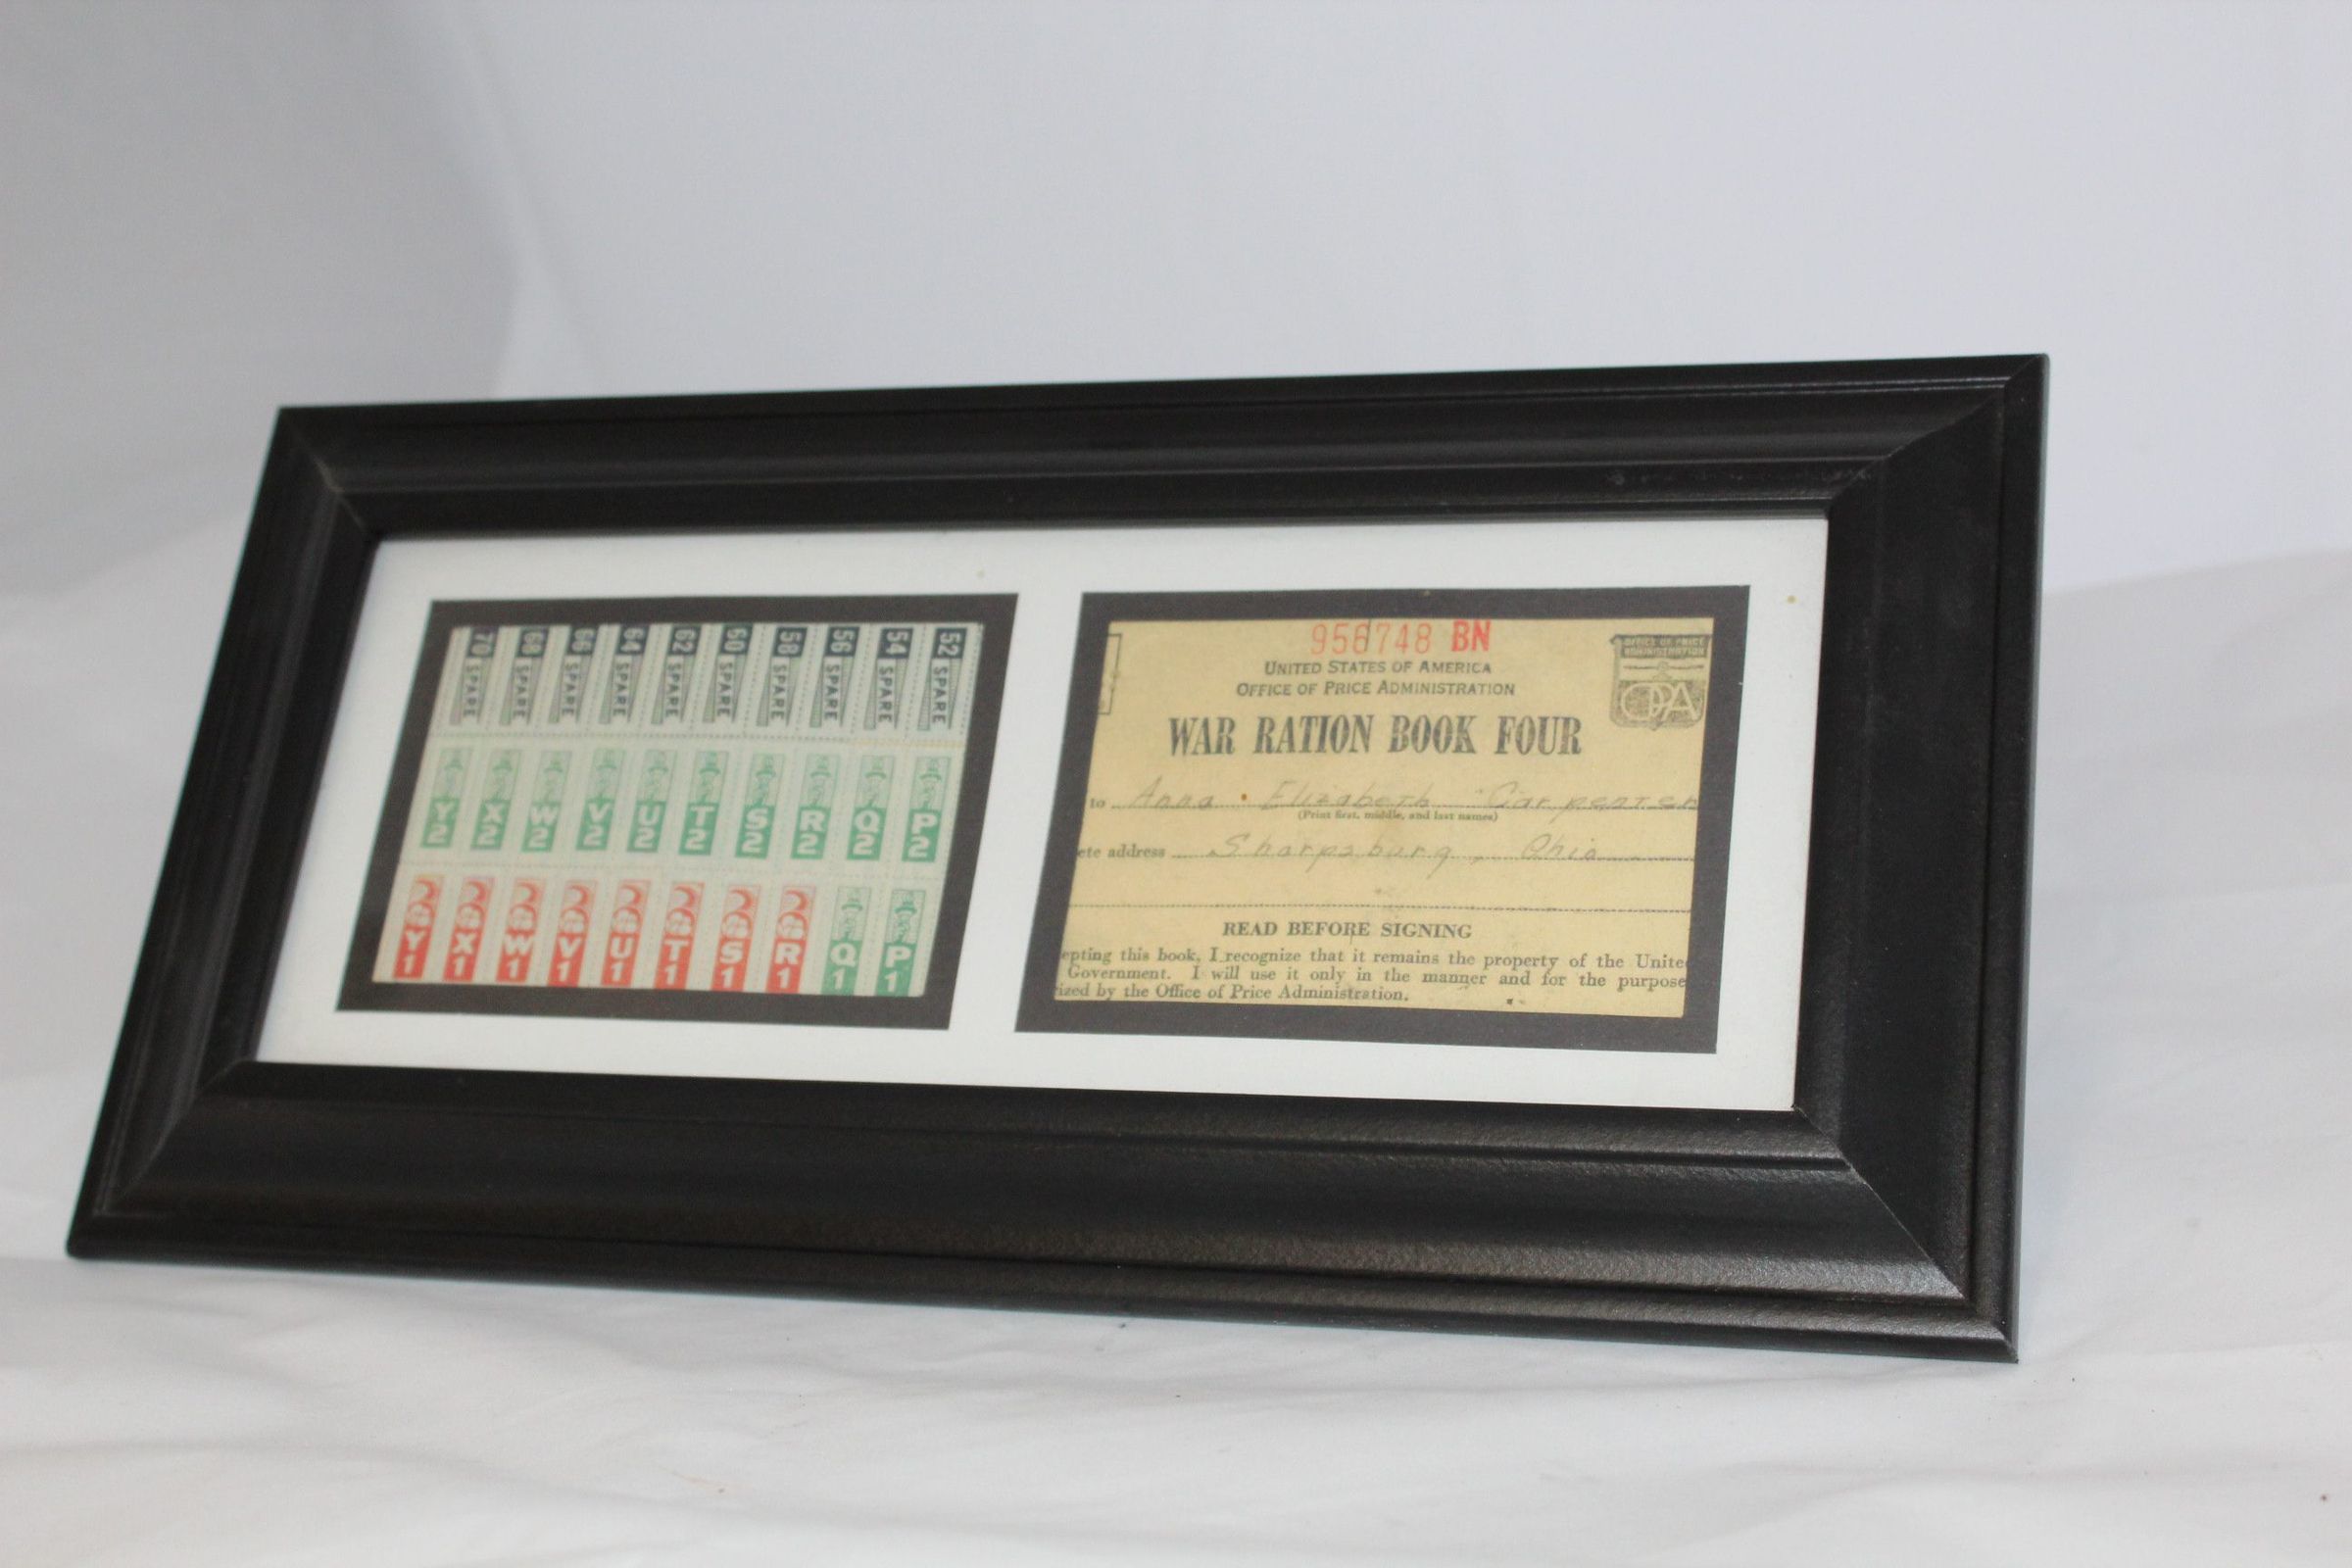 70 SPARE 68 SPARE 66 SPARE 64 SPARE 62 SPARE 60 SPARE 58 SPARE 56 SPARE 54 SPARE 52 SPARE
Y2 X2 W2 V2 U2 T2 S2 R2 Q2 P2
Y1 X1 W1 V1 U1 T1 S1 R1 Q1 P1
958748 BN
UNITED STATES OF AMERICA
OFFICE OF PRICE ADMINISTRATION
OFFICE OF PRICE
ADMINISTRATION
OPA
WAR RATION BOOK FOUR
to Anna Elizabeth Carpenter
(Print first, middle, and last names)
ete address Sharpsburg, Ohio
READ BEFORE SIGNING
epting this book, I recognize that it remains the property of the Unite
Government. I will use it only in the manner and for the purpose
ized by the Office of Price Administration.